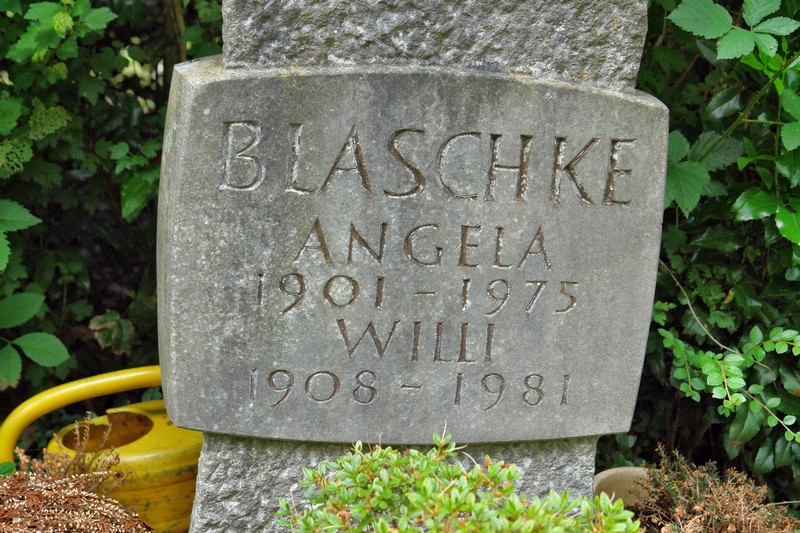 BLASCHKE
ANGELA
1901 - 1975
WILLI
1908 - 1981